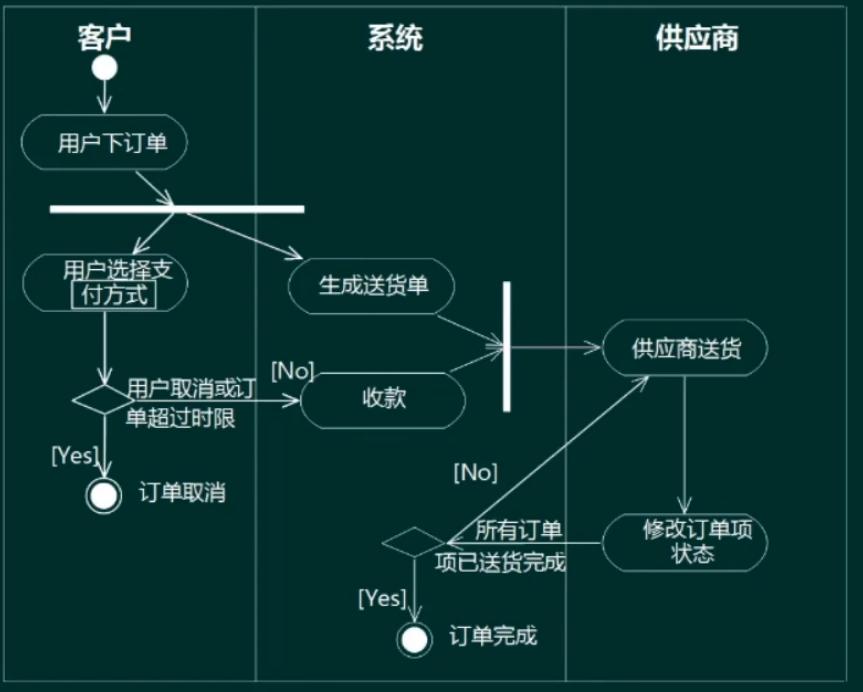 客户
系统
供应商
用户下订单
用户选择支
付方式
生成送货单
供应商送货
[No]
用户取消或订
单超过时限
收款
[Yes]
订单取消
[No]
所有订单
项已送货完成
修改订单项
状态
[Yes]
订单完成